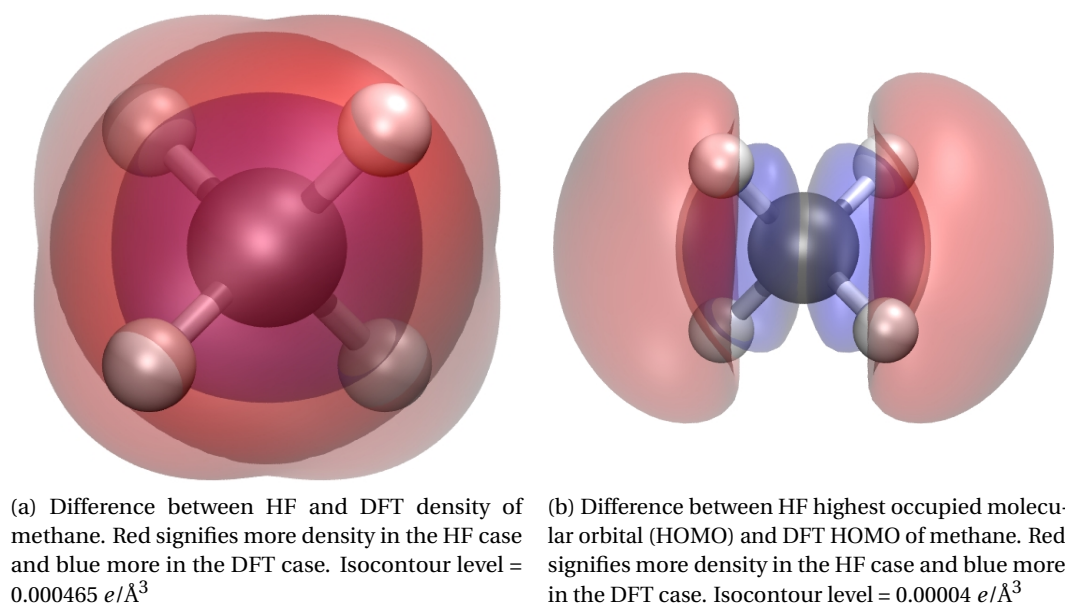 (a) Difference between HF and DFT density of
methane. Red signifies more density in the HF case
and blue more in the DFT case. Isocontour level =
0.000465 e/Å³
(b) Difference between HF highest occupied molecu-
lar orbital (HOMO) and DFT HOMO of methane. Red
signifies more density in the HF case and blue more
in the DFT case. Isocontour level = 0.00004 e/Å³